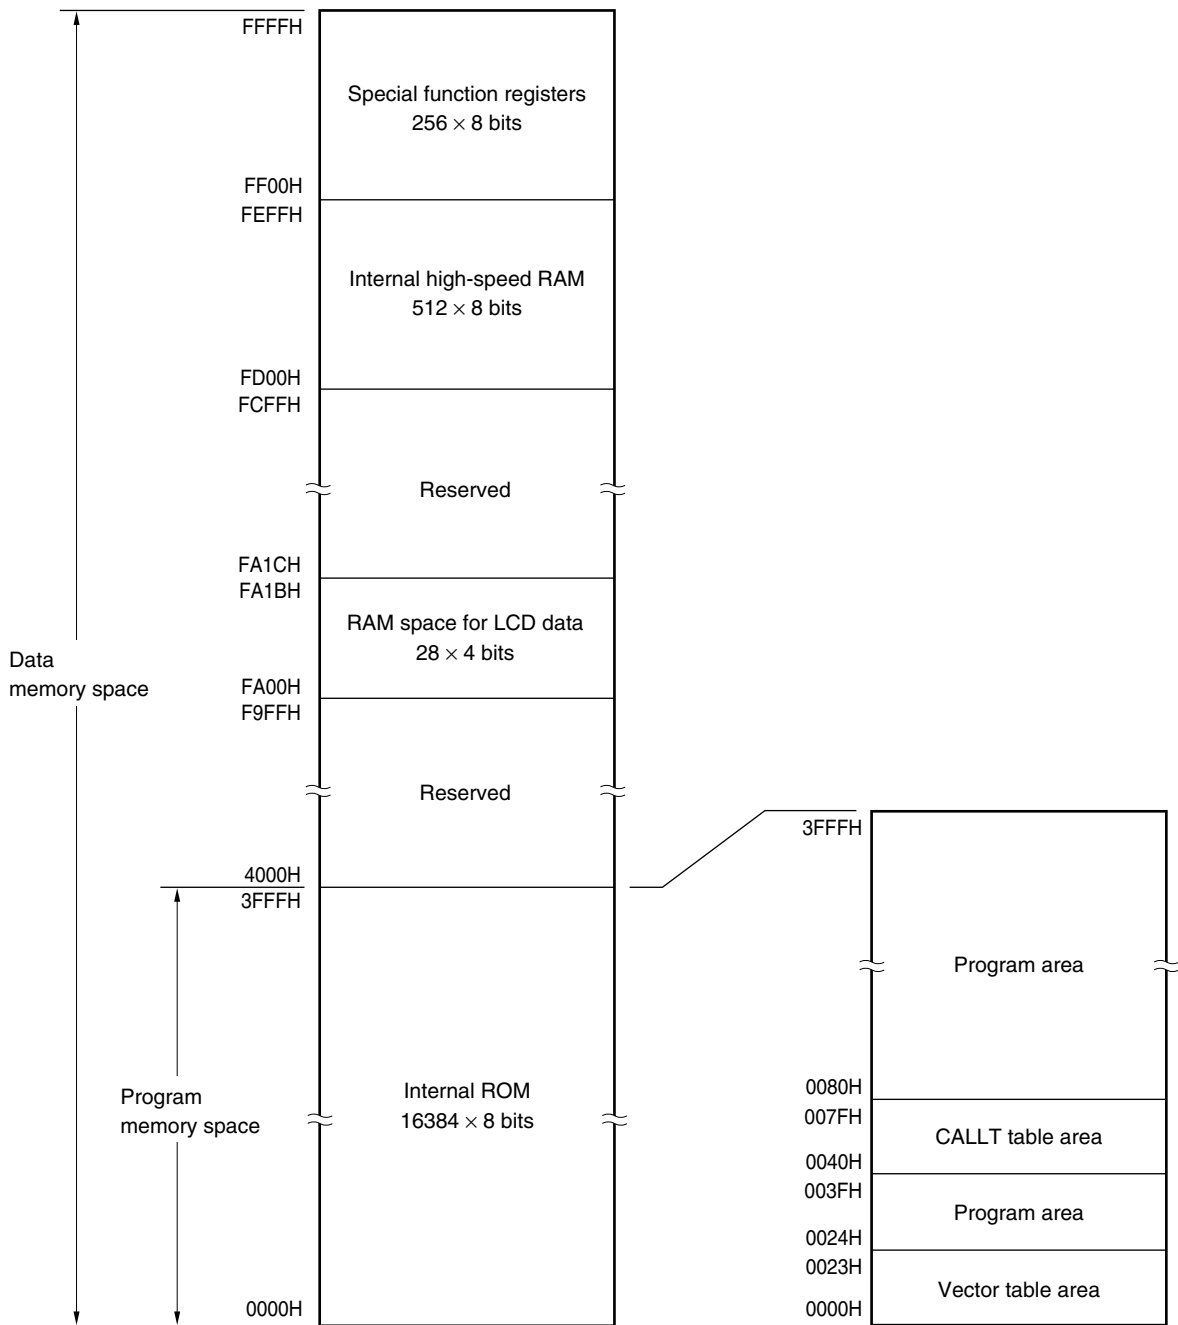 FFFFH
Special function registers
256 × 8 bits
FF00H
FEFFH
Internal high-speed RAM
512 × 8 bits
FD00H
FCFFH
Reserved
FA1CH
FA1BH
RAM space for LCD data
28 × 4 bits
Data
memory space
FA00H
F9FFH
Reserved
4000H
3FFFH
Program
memory space
Internal ROM
16384 × 8 bits
0000H
3FFFH
Program area
0080H
007FH
CALLT table area
0040H
003FH
Program area
0024H
0023H
Vector table area
0000H